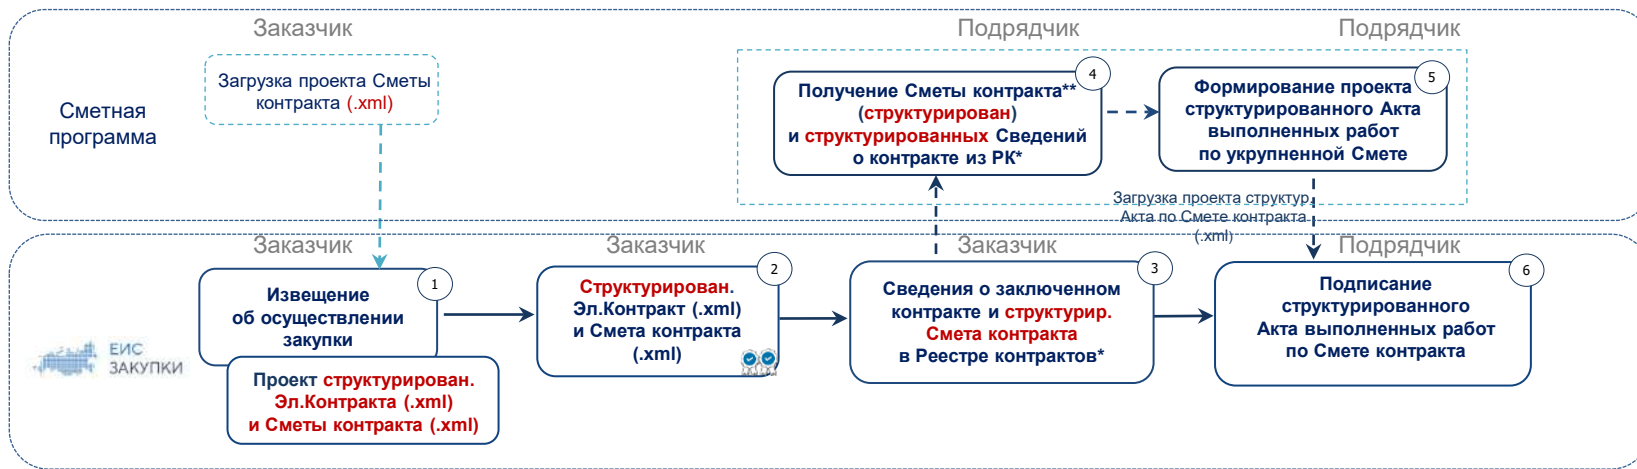 Заказчик
Подрядчик
Подрядчик
Сметная
программа
Загрузка проекта Сметы
контракта (.xml)
4
Получение Сметы контракта**
(структурирован)
и структурированных Сведений
о контракте из РК*
5
Формирование проекта
структурированного Акта
выполненных работ
по укрупненной Смете
Загрузка проекта структур.
Акта по Смете контракта
(.xml)
Заказчик
Заказчик
Заказчик
Подрядчик
ЕИС
ЗАКУПКИ
1
Извещение
об осуществлении
закупки
Проект структурирован.
Эл.Контракта (.xml)
и Сметы контракта (.xml)
2
Структурирован.
Эл.Контракт (.xml)
и Смета контракта
(.xml)
3
Сведения о заключенном
контракте и структурир.
Смета контракта
в Реестре контрактов*
6
Подписание
структурированного
Акта выполненных работ
по Смете контракта